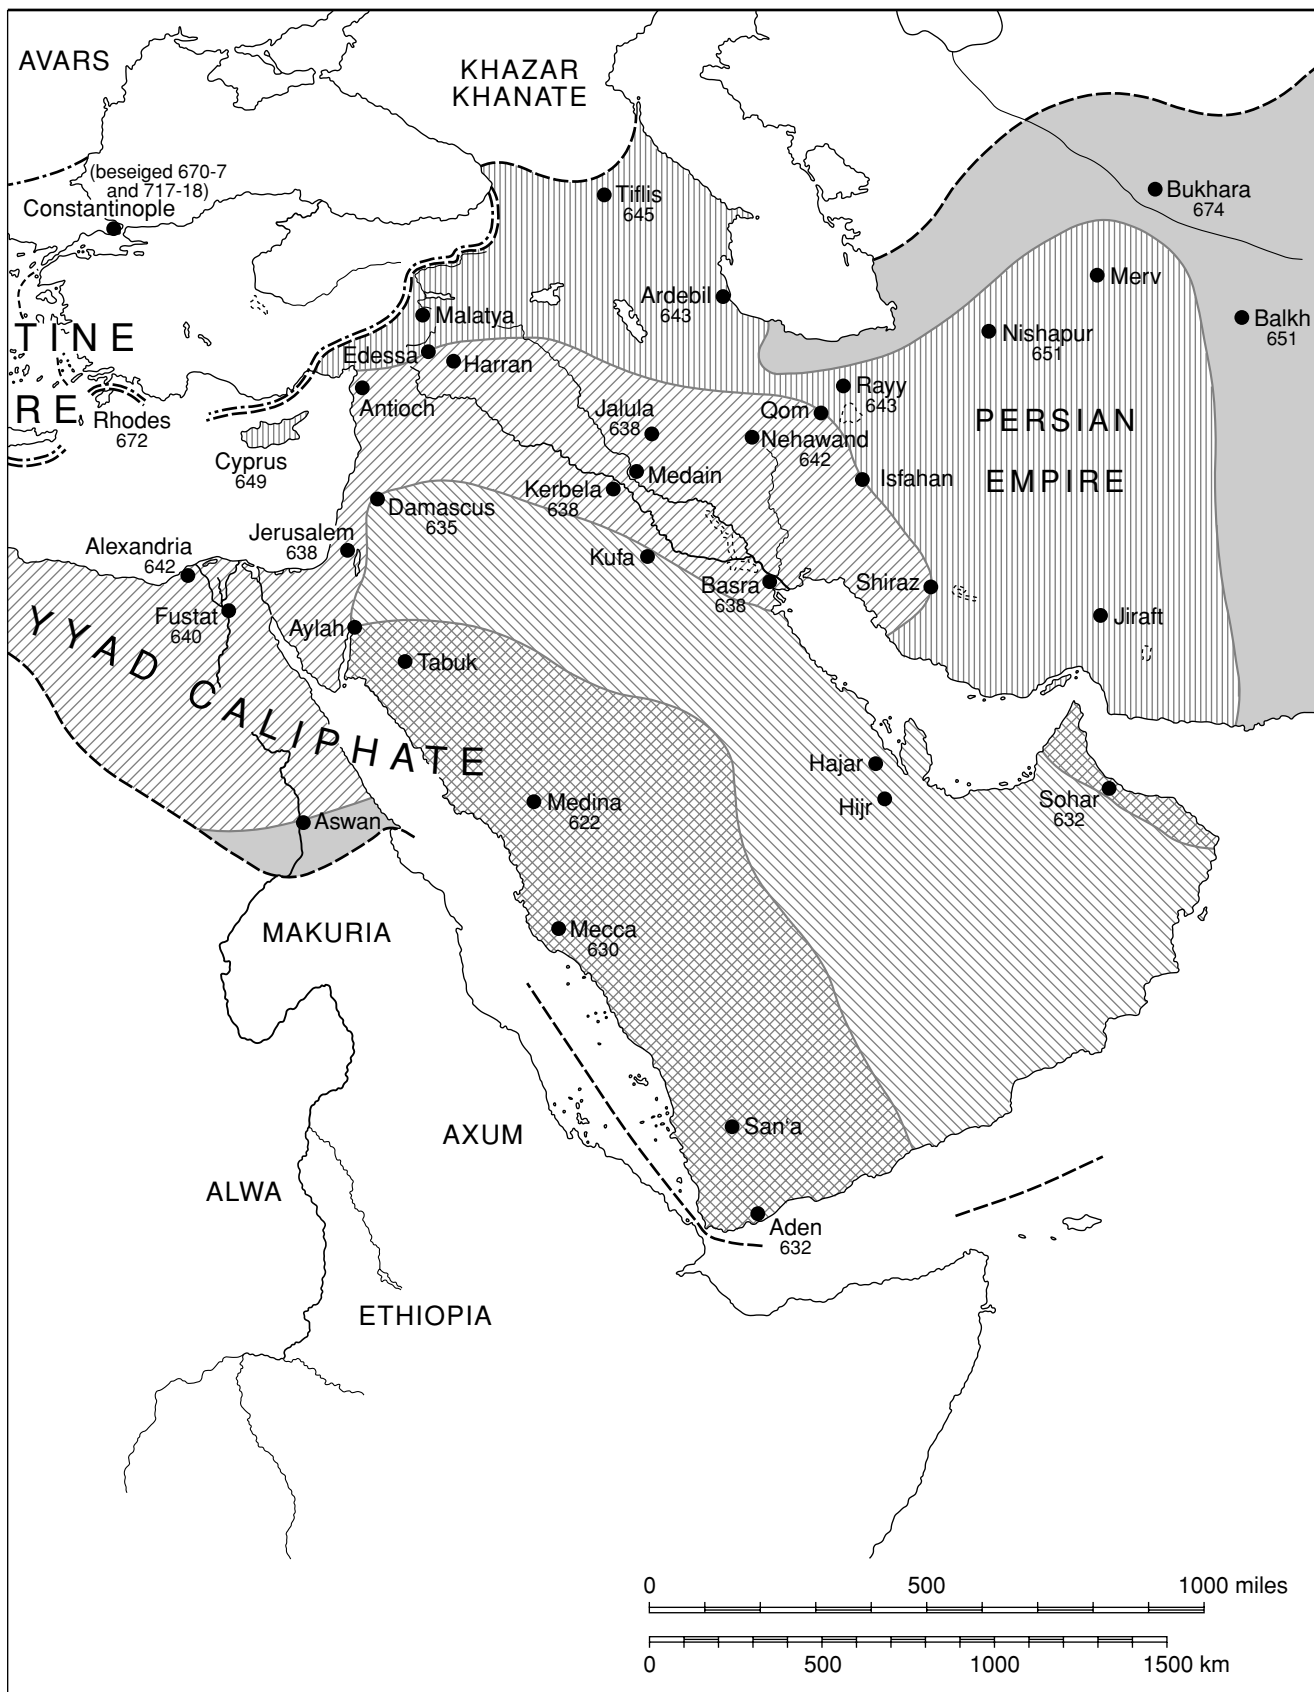 AVARS
KHAZAR
KHANATE
(beseiged 670-7
and 717-18)
Constantinople
Tiflis
645
Bukhara
674
Merv
Ardebil
643
Malatya
Balkh
651
Nishapur
651
TINE
Edessa
Harran
RE
Rhodes
672
Antioch
Rayy
643
Qom
Jalula
638
PERSIAN
EMPIRE
Nehawand
642
Cyprus
649
Medain
Isfahan
Kerbela
638
Damascus
635
Jerusalem
638
Alexandria
642
Kufa
Basra
638
Shiraz
Fustat
640
Aylah
Jiraft
YYAD CALIPHATE
Tabuk
Hajar
Hijr
Sohar
632
Medina
622
Aswan
MAKURIA
Mecca
630
AXUM
San‘a
ALWA
Aden
632
ETHIOPIA
0 500 1000 miles
0 500 1000 1500 km